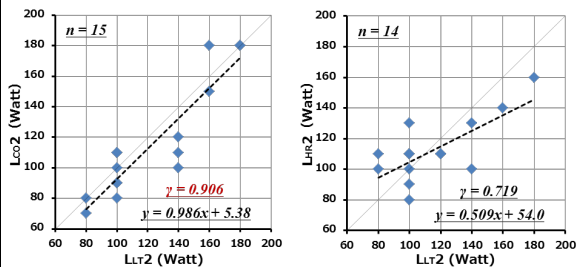 200
180
160
140
120
100
80
60
60 80 100 120 140 160 180 200
LCO2 (Watt)
LLT2 (Watt)
n = 15
γ = 0.906
y = 0.986x + 5.38
200
180
160
140
120
100
80
60
60 80 100 120 140 160 180 200
LHR2 (Watt)
LLT2 (Watt)
n = 14
γ = 0.719
y = 0.509x + 54.0